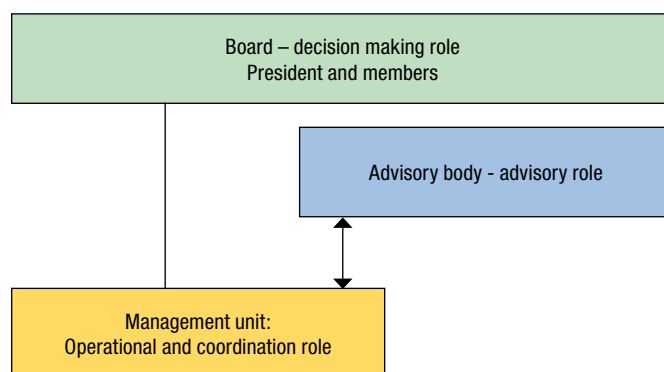 Board – decision making role
President and members
Advisory body - advisory role
Management unit:
Operational and coordination role